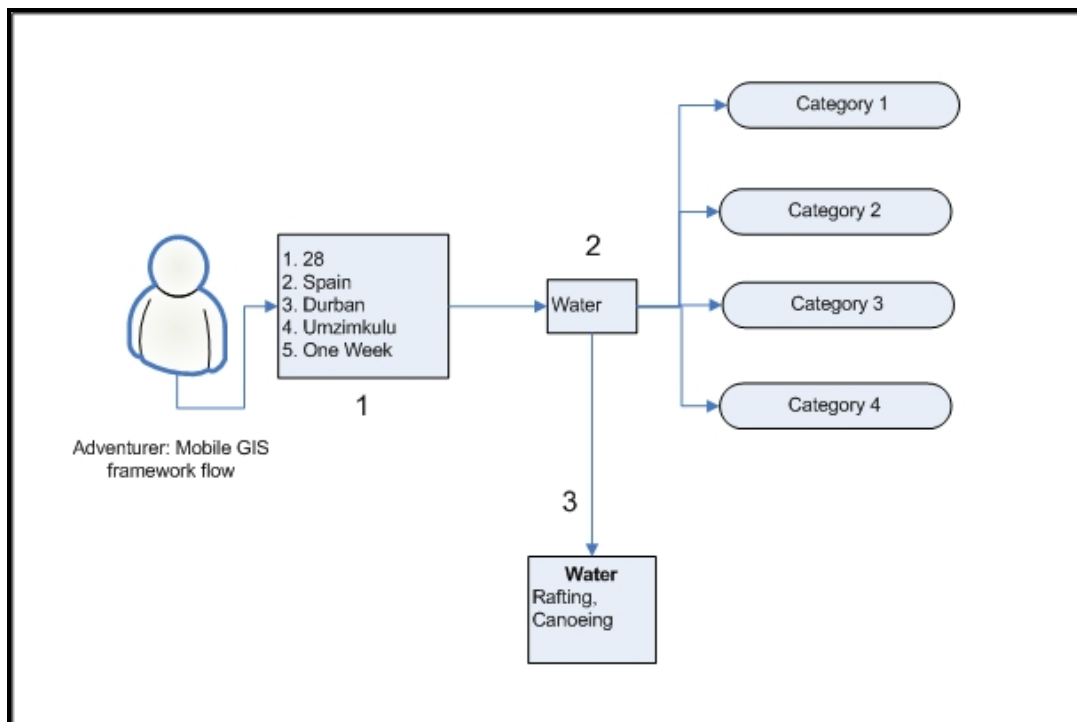 Category 1
Category 2
2
1. 28
2. Spain
3. Durban
4. Umzimkulu
5. One Week
Water
Category 3
1
Category 4
Adventurer: Mobile GIS
framework flow
3
Water
Rafting,
Canoeing